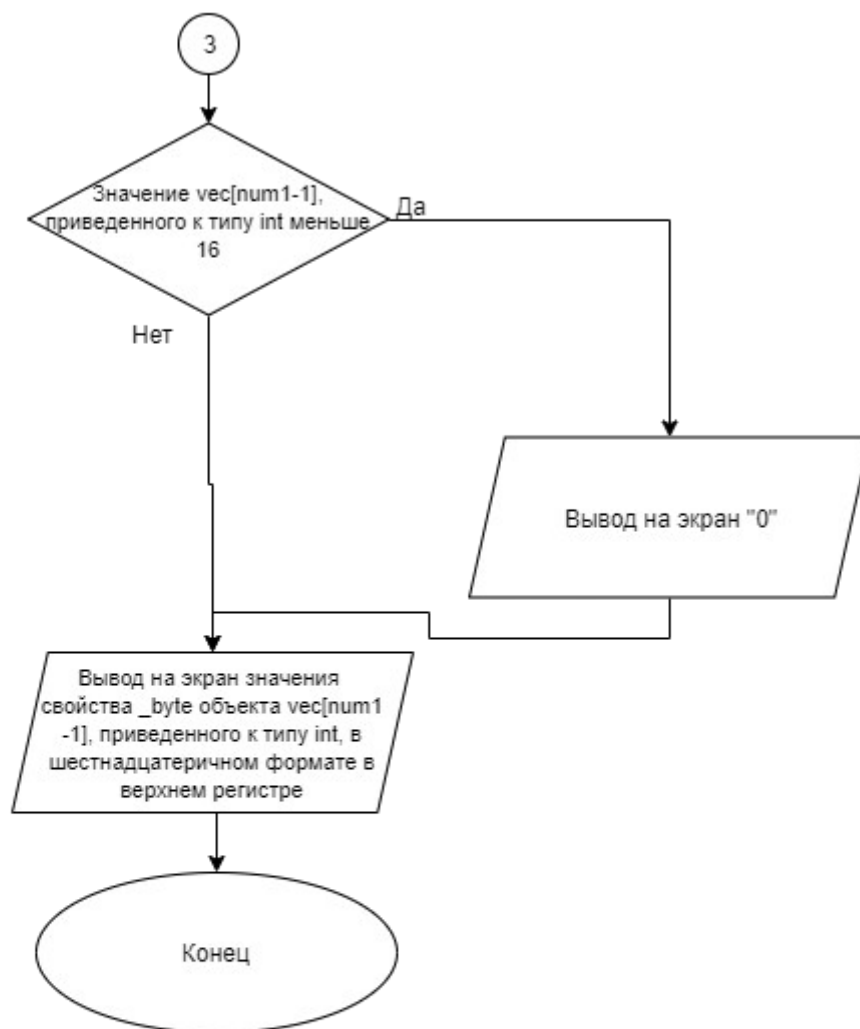 3
Значение vec[num1-1],
приведенного к типу int меньше
16
Да
Нет
Вывод на экран "0"
Вывод на экран значения
свойства _byte объекта vec[num1
-1], приведенного к типу int, в
шестнадцатеричном формате в
верхнем регистре
Конец